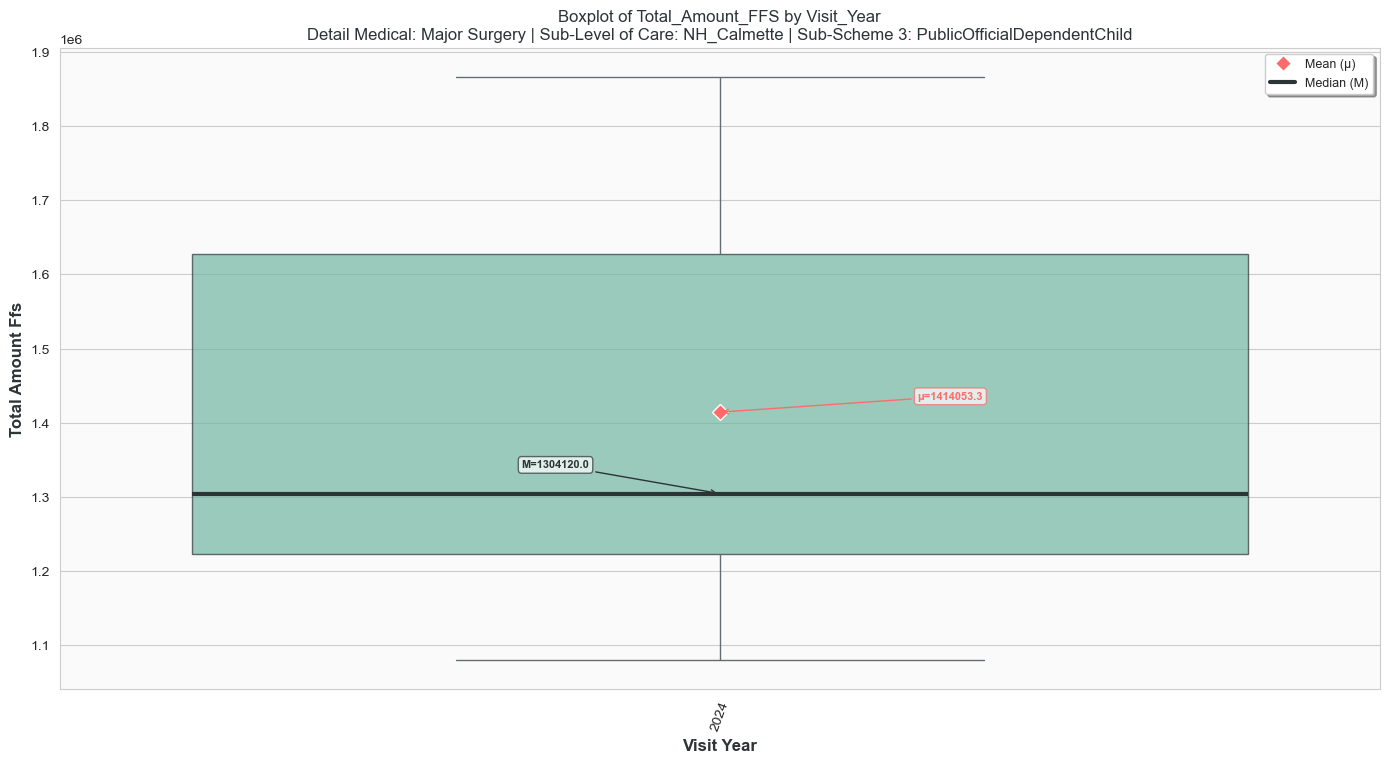 Boxplot of Total_Amount_FFS by Visit_Year
Detail Medical: Major Surgery | Sub-Level of Care: NH_Calmette | Sub-Scheme 3: PublicOfficialDependentChild
1e6
1.9
1.8
1.7
1.6
1.5
1.4
1.3
1.2
1.1
Total Amount Ffs
Mean (μ)
Median (M)
μ=1414053.3
M=1304120.0
2024
Visit Year